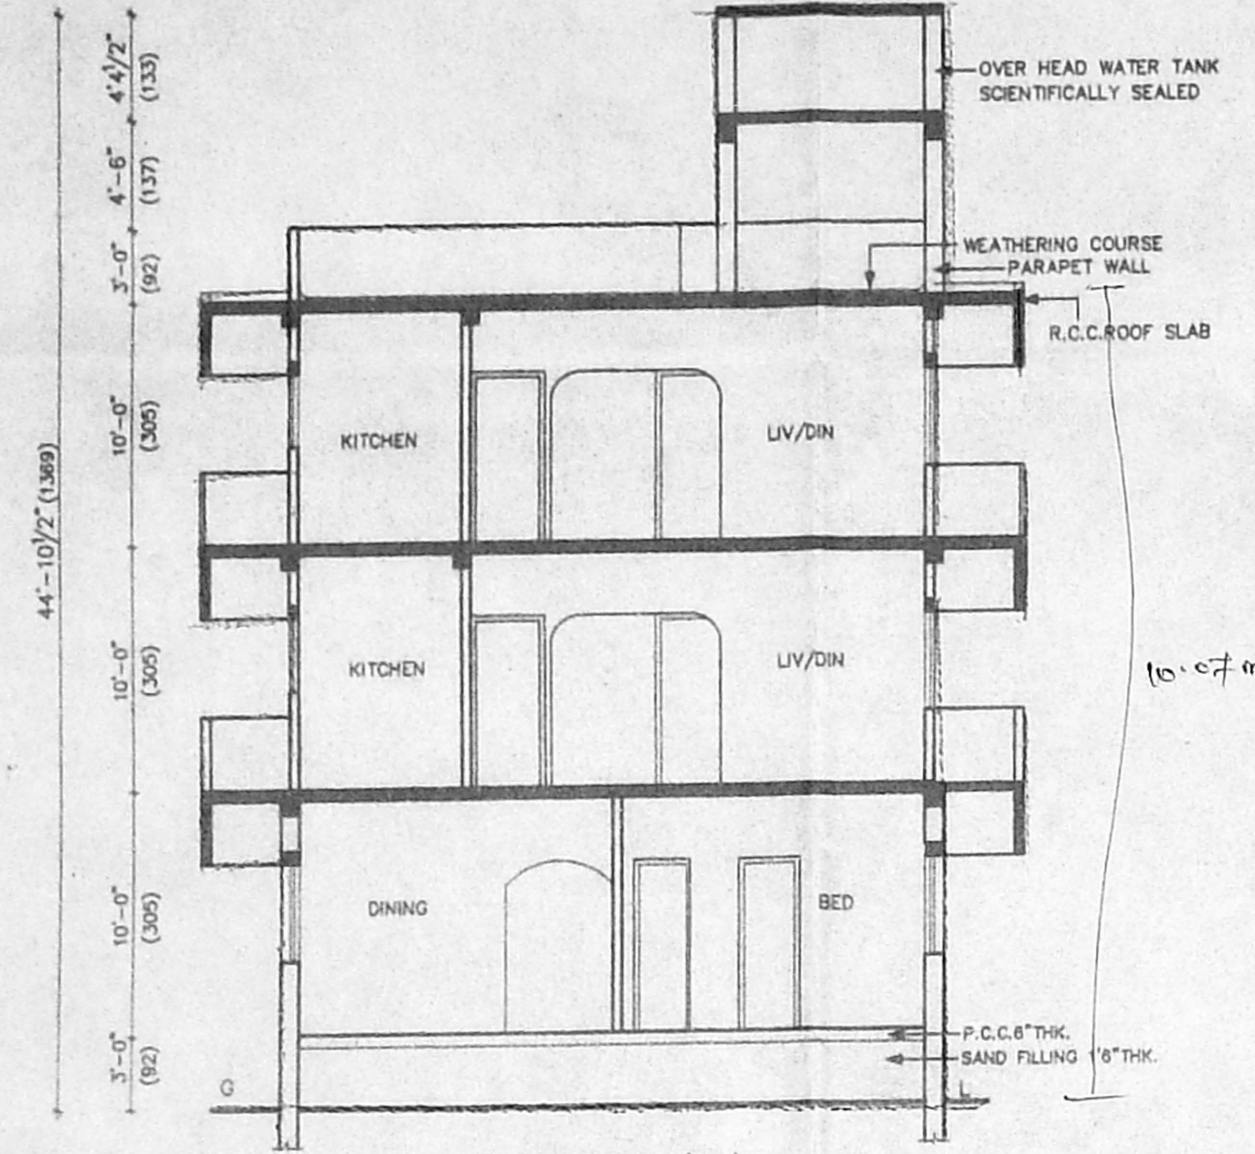 4'-4½"
(133)
OVER HEAD WATER TANK
SCIENTIFICALLY SEALED
4'-6"
(137)
3'-0"
(92)
WEATHERING COURSE
PARAPET WALL
R.C.C.ROOF SLAB
10'-0"
(305)
KITCHEN
LIV/DIN
44'-10½" (1369)
10'-0"
(305)
KITCHEN
LIV/DIN
10.07 m
10'-0"
(305)
DINING
BED
3'-0"
(92)
P.C.C.6"THK.
SAND FILLING 1'6"THK.
G
L